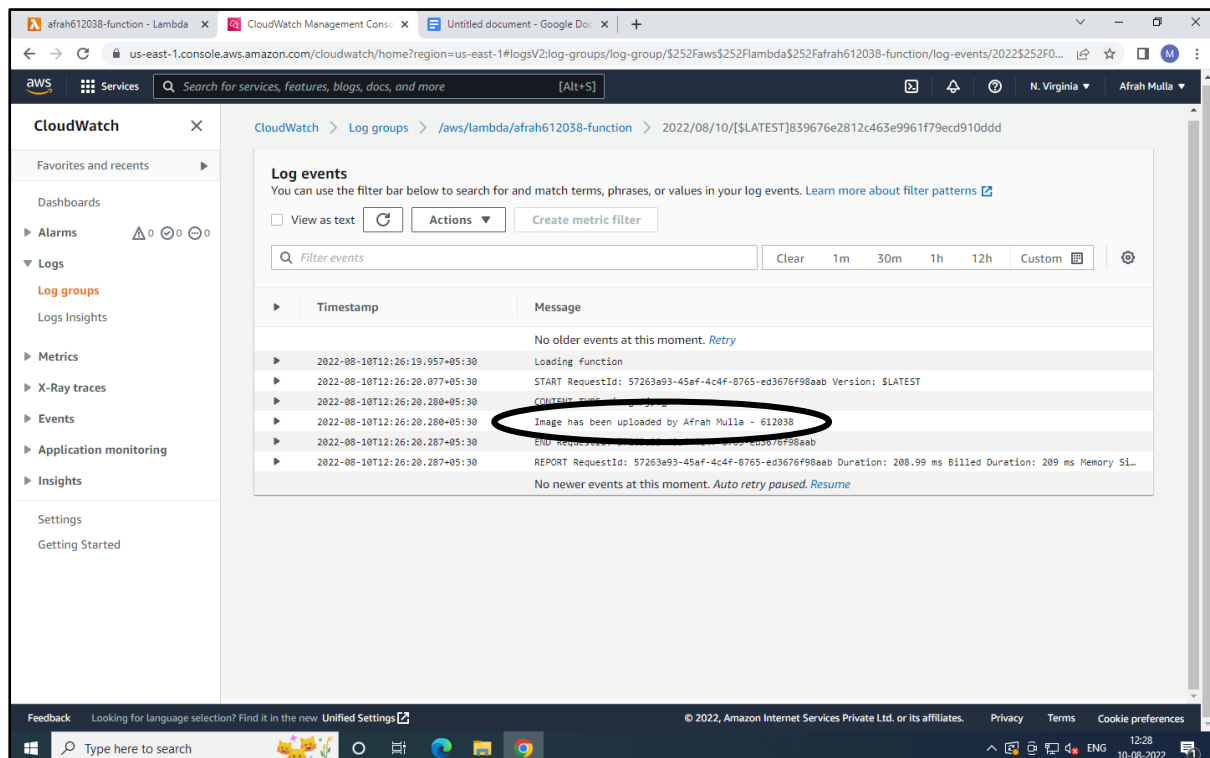 afrah612038-function - Lambda
CloudWatch Management Conso
Untitled document - Google Doc
us-east-1.console.aws.amazon.com/cloudwatch/home?region=us-east-1#logsV2:log-groups/log-group/$252Faws$252Flambda$252Fafrah612038-function/log-events/2022$252F0...
M
aws Services Search for services, features, blogs, docs, and more [Alt+S] N. Virginia Afrah Mulla
CloudWatch
Favorites and recents
Dashboards
Alarms 0 0 0
Logs
Log groups
Logs Insights
Metrics
X-Ray traces
Events
Application monitoring
Insights
Settings
Getting Started
CloudWatch > Log groups > /aws/lambda/afrah612038-function > 2022/08/10/[$LATEST]839676e2812c463e9961f79ecd910ddd
Log events
You can use the filter bar below to search for and match terms, phrases, or values in your log events. Learn more about filter patterns
View as text Actions Create metric filter
Filter events Clear 1m 30m 1h 12h Custom
Timestamp Message
No older events at this moment. Retry
2022-08-10T12:26:19.957+05:30 Loading function
2022-08-10T12:26:20.077+05:30 START RequestId: 57263a93-45af-4c4f-8765-ed3676f98aab Version: $LATEST
2022-08-10T12:26:20.280+05:30 CONTENT TYPE
2022-08-10T12:26:20.280+05:30 Image has been uploaded by Afrah Mulla - 612038
2022-08-10T12:26:20.287+05:30 END RequestId: 57263a93-45af-4c4f-8765-ed3676f98aab
2022-08-10T12:26:20.287+05:30 REPORT RequestId: 57263a93-45af-4c4f-8765-ed3676f98aab Duration: 208.99 ms Billed Duration: 209 ms Memory Si…
No newer events at this moment. Auto retry paused. Resume
Feedback Looking for language selection? Find it in the new Unified Settings © 2022, Amazon Internet Services Private Ltd. or its affiliates. Privacy Terms Cookie preferences
Type here to search ENG 12:28
10-08-2022 1